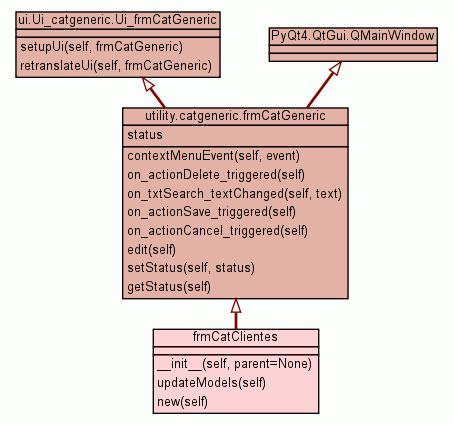 ui.Ui_catgeneric.Ui_frmCatGeneric
setupUi(self, frmCatGeneric)
retranslateUi(self, frmCatGeneric)
PyQt4.QtGui.QMainWindow
utility.catgeneric.frmCatGeneric
status
contextMenuEvent(self, event)
on_actionDelete_triggered(self)
on_txtSearch_textChanged(self, text)
on_actionSave_triggered(self)
on_actionCancel_triggered(self)
edit(self)
setStatus(self, status)
getStatus(self)
frmCatClientes
__init__(self, parent=None)
updateModels(self)
new(self)